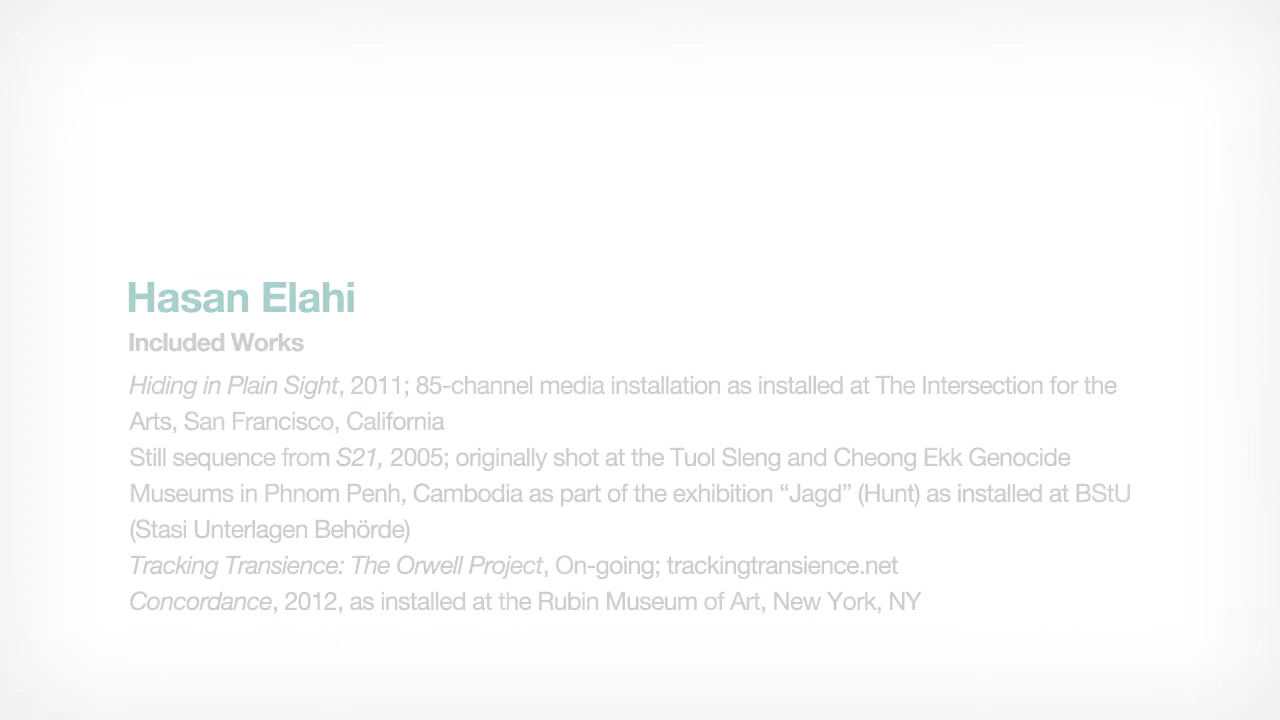 Hasan Elahi
Included Works
Hiding in Plain Sight, 2011; 85-channel media installation as installed at The Intersection for the
Arts, San Francisco, California
Still sequence from S21, 2005; originally shot at the Tuol Sleng and Cheong Ekk Genocide
Museums in Phnom Penh, Cambodia as part of the exhibition “Jagd” (Hunt) as installed at BStU
(Stasi Unterlagen Behörde)
Tracking Transience: The Orwell Project, On-going; trackingtransience.net
Concordance, 2012, as installed at the Rubin Museum of Art, New York, NY